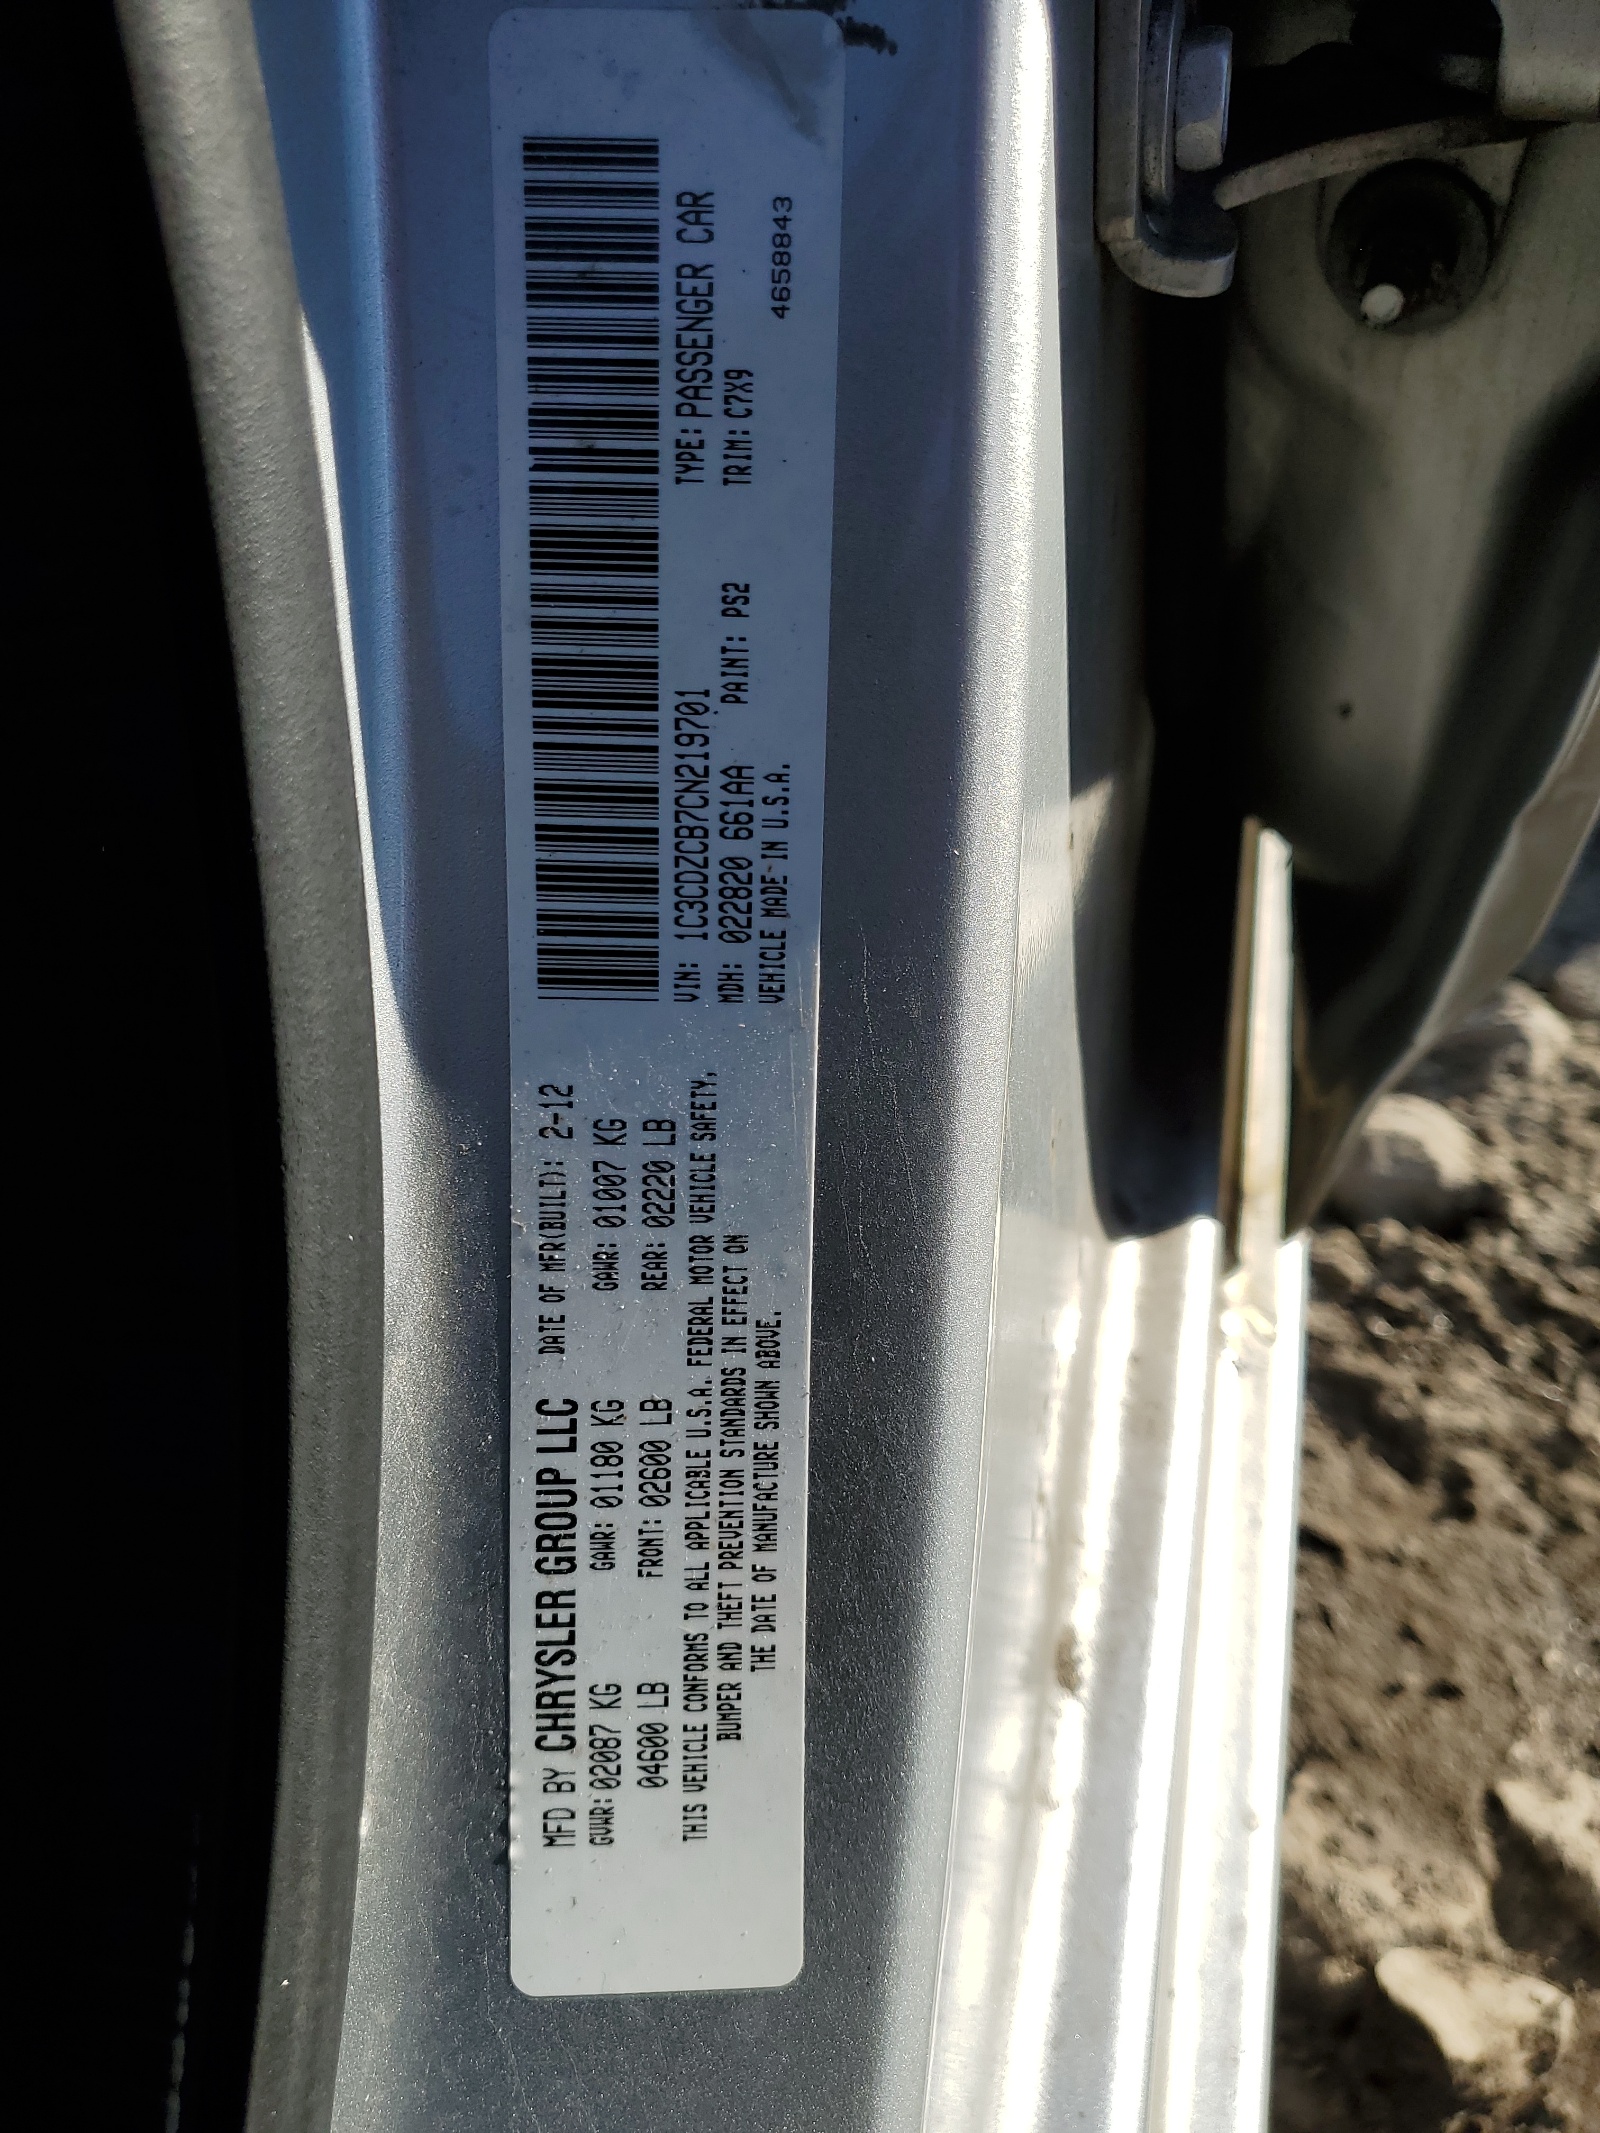 MFD BY CHRYSLER GROUP LLC DATE OF MFR(BUILT): 2-12
GVWR: 02087 KG GAWR: 01180 KG GAWR: 01007 KG
04600 LB FRONT: 02600 LB REAR: 02220 LB
THIS VEHICLE CONFORMS TO ALL APPLICABLE U.S.A. FEDERAL MOTOR VEHICLE SAFETY,
BUMPER AND THEFT PREVENTION STANDARDS IN EFFECT ON
THE DATE OF MANUFACTURE SHOWN ABOVE.
VIN: 1C3CDZCB7CN219701 TYPE: PASSENGER CAR
MDH: 022820 661AA PAINT: PS2 TRIM: C7X9
VEHICLE MADE IN U.S.A. 4658843